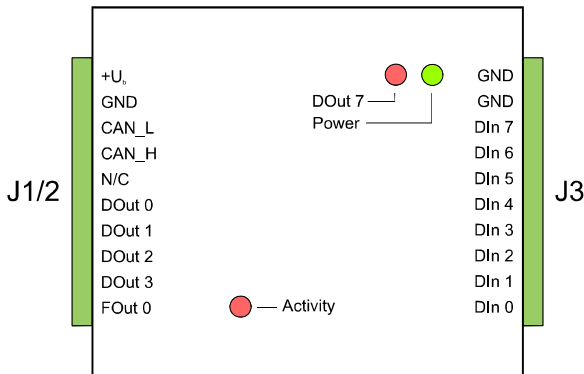 J1/2
+Ub
GND
CAN_L
CAN_H
N/C
DOut 0
DOut 1
DOut 2
DOut 3
FOut 0
DOut 7
Power
Activity
GND
GND
DIn 7
DIn 6
DIn 5
DIn 4
DIn 3
DIn 2
DIn 1
DIn 0
J3